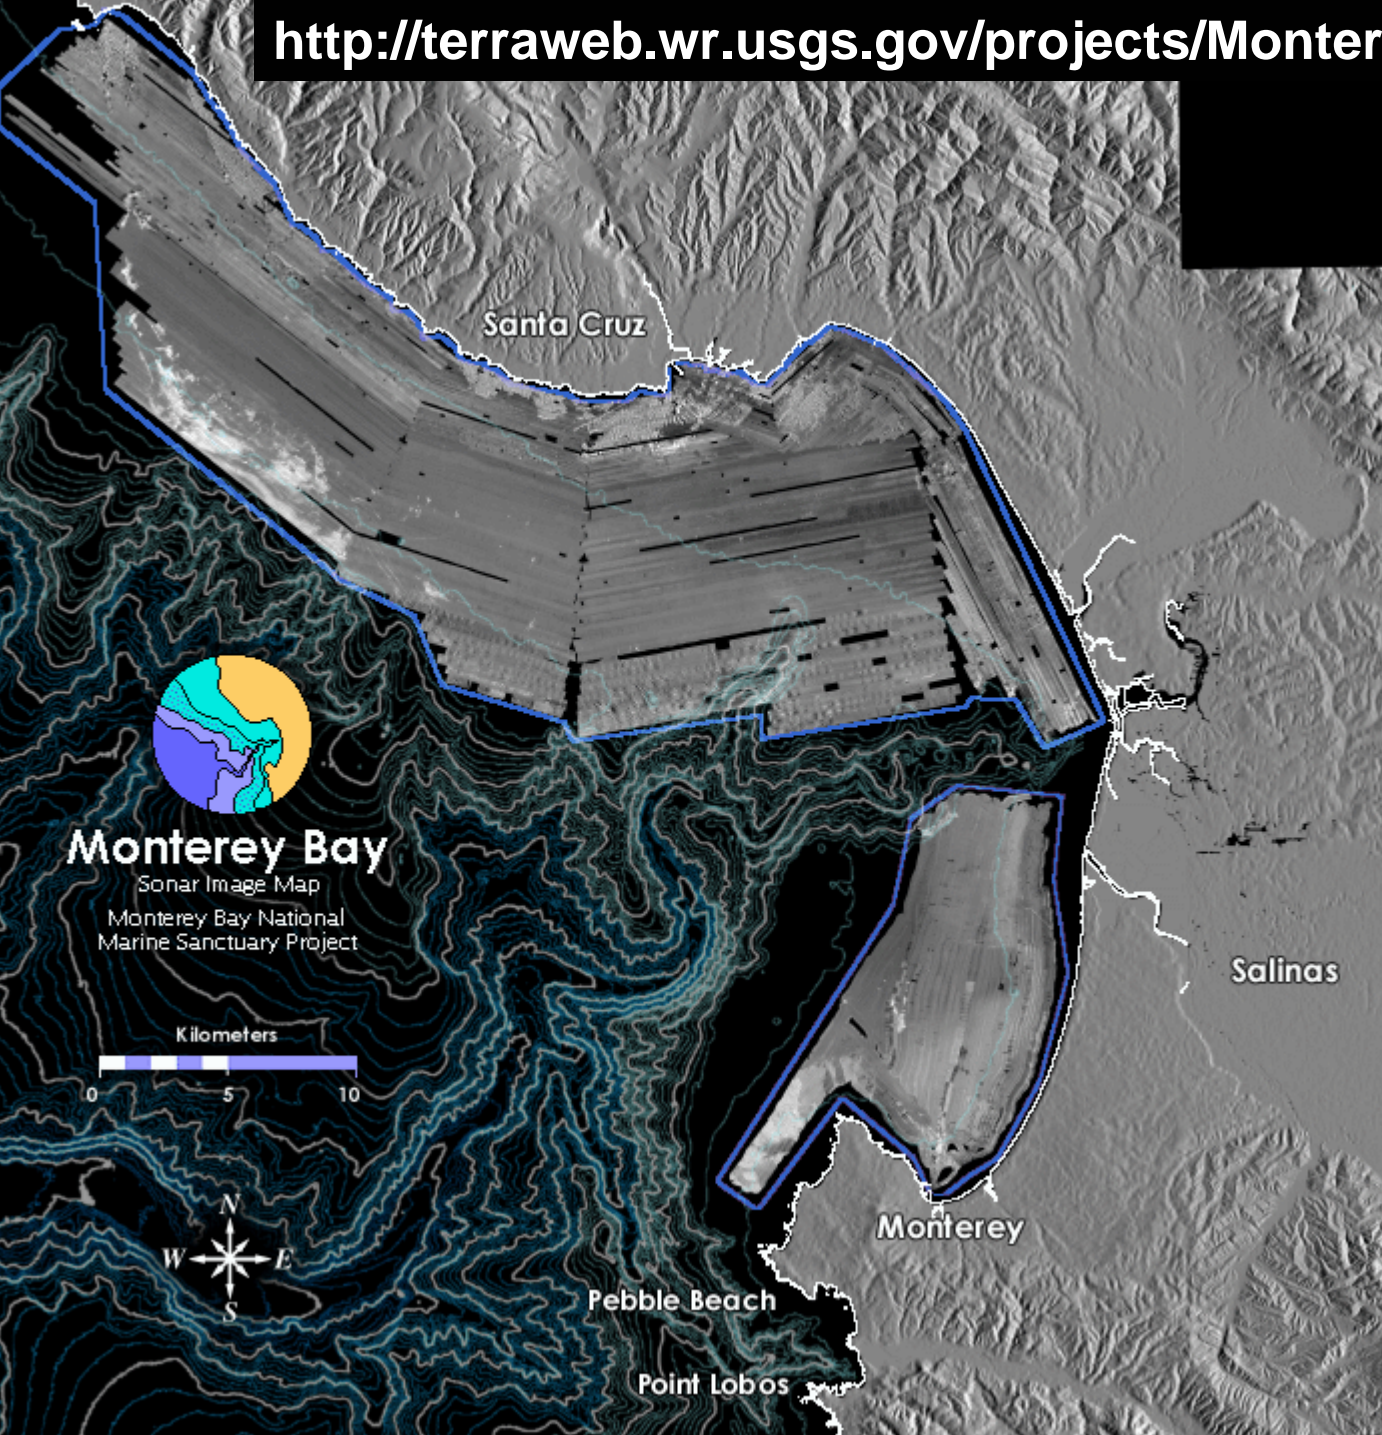 http://terraweb.wr.usgs.gov/projects/Monter
Santa Cruz
Monterey Bay
Sonar Image Map
Monterey Bay National
Marine Sanctuary Project
Salinas
Kilometers
0 5 10
N
W E
S
Monterey
Pebble Beach
Point Lobos